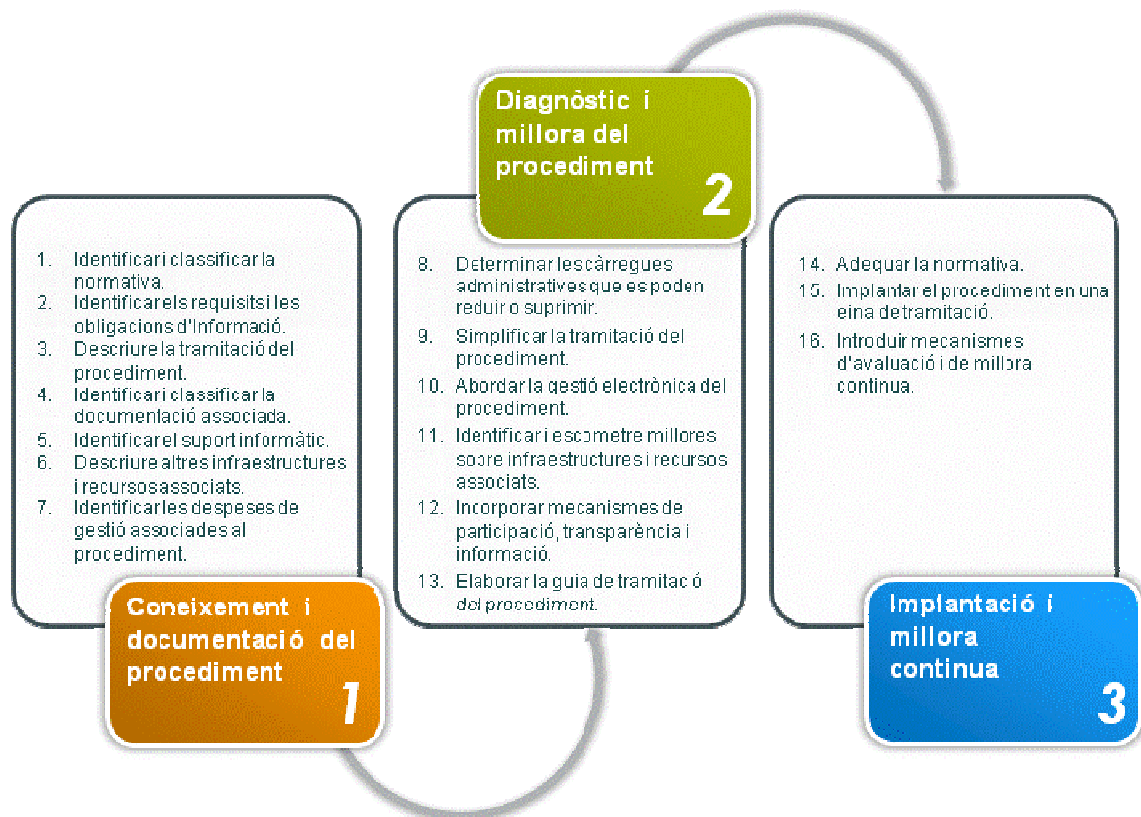 Coneixement i
documentació del
procediment
1
1. Identificar i classificar la
normativa.
2. Identificar els requisits i les
obligacions d'Informació.
3. Descriure la tramitació del
procediment.
4. Identificar i classificar la
documentació associada.
5. Identificar el suport informàtic.
6. Descriure altres infraestructures
i recursos associats.
7. Identificar les despeses de
gestió associades al
procediment.
Diagnòstic i
millora del
procediment
2
8. Determinar les càrregues
administratives que es poden
reduir o suprimir.
9. Simplificar la tramitació del
procediment.
10. Abordar la gestió electrònica del
procediment.
11. Identificar i escometre millores
sobre infraestructures i recursos
associats.
12. Incorporar mecanismes de
participació, transparència i
informació.
13. Elaborar la guia de tramitació
del procediment.
Implantació i
millora
continua
3
14. Adequar la normativa.
15. Implantar el procediment en una
eina de tramitació.
16. Introduir mecanismes
d'avaluació i de millora
continua.